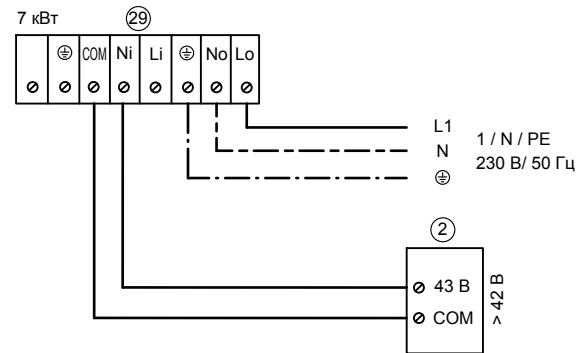 7 кВт
29
⏚ COM Ni Li ⏚ No Lo
L1
N
⏚
1 / N / PE
230 В/ 50 Гц
2
43 В
COM
> 42 В